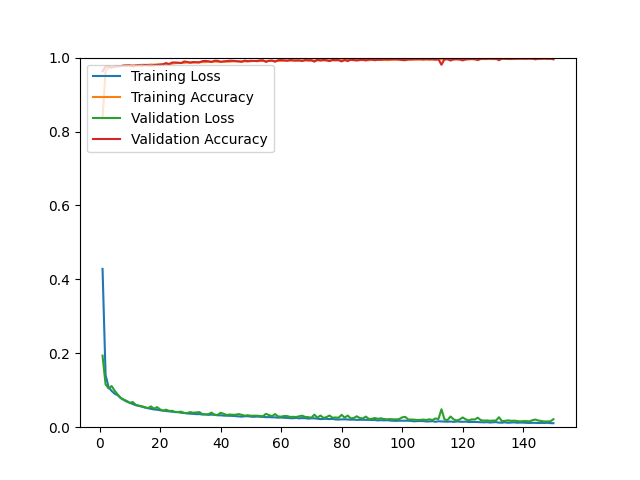 1.0
0.8
0.6
0.4
0.2
0.0
Training Loss
Training Accuracy
Validation Loss
Validation Accuracy
0 20 40 60 80 100 120 140